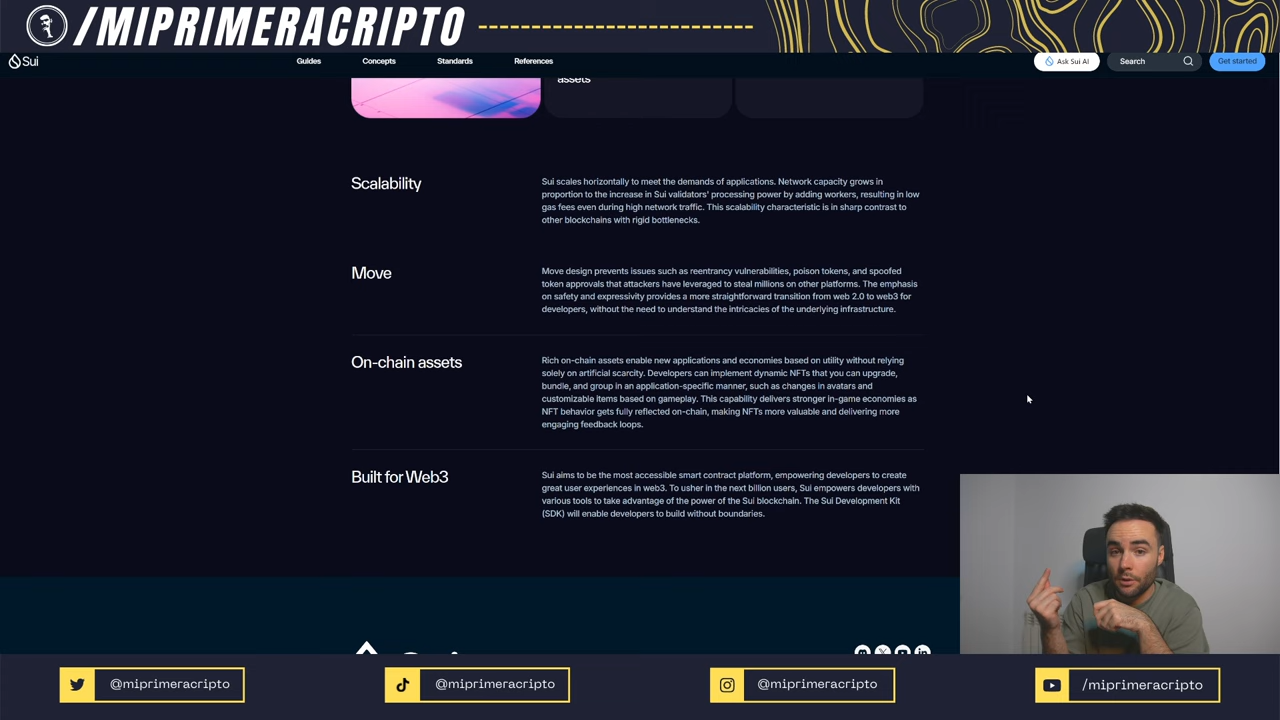 /MIPRIMERACRIPTO
Sui
Guides
Concepts
Standards
References
Ask Sui AI
Search
Get started
assets
Scalability
Sui scales horizontally to meet the demands of applications. Network capacity grows in
proportion to the increase in Sui validators' processing power by adding workers, resulting in low
gas fees even during high network traffic. This scalability characteristic is in sharp contrast to
other blockchains with rigid bottlenecks.
Move
Move design prevents issues such as reentrancy vulnerabilities, poison tokens, and spoofed
token approvals that attackers have leveraged to steal millions on other platforms. The emphasis
on safety and expressivity provides a more straightforward transition from web 2.0 to web3 for
developers, without the need to understand the intricacies of the underlying infrastructure.
On-chain assets
Rich on-chain assets enable new applications and economies based on utility without relying
solely on artificial scarcity. Developers can implement dynamic NFTs that you can upgrade,
bundle, and group in an application-specific manner, such as changes in avatars and
customizable items based on gameplay. This capability delivers stronger in-game economies as
NFT behavior gets fully reflected on-chain, making NFTs more valuable and delivering more
engaging feedback loops.
Built for Web3
Sui aims to be the most accessible smart contract platform, empowering developers to create
great user experiences in web3. To usher in the next billion users, Sui empowers developers with
various tools to take advantage of the power of the Sui blockchain. The Sui Development Kit
(SDK) will enable developers to build without boundaries.
@miprimeracripto
@miprimeracripto
@miprimeracripto
/miprimeracripto